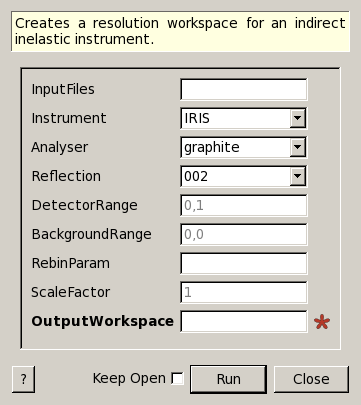 Creates a resolution workspace for an indirect
inelastic instrument.
InputFiles
Instrument IRIS
Analyser graphite
Reflection 002
DetectorRange 0,1
BackgroundRange 0,0
RebinParam
ScaleFactor 1
OutputWorkspace *
? Keep Open Run Close